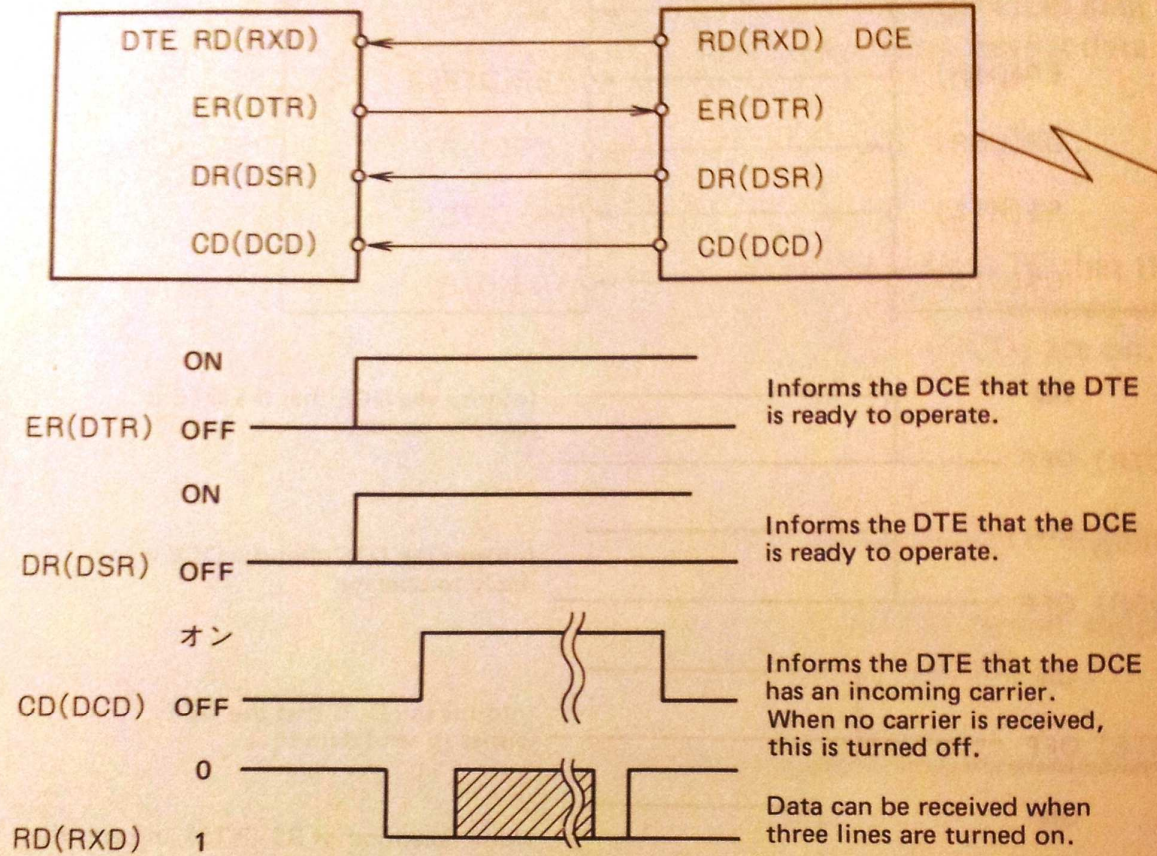 DTE RD(RXD) RD(RXD) DCE
ER(DTR) ER(DTR)
DR(DSR) DR(DSR)
CD(DCD) CD(DCD)
ON
ER(DTR) OFF
Informs the DCE that the DTE
is ready to operate.
ON
DR(DSR) OFF
Informs the DTE that the DCE
is ready to operate.
オン
CD(DCD) OFF
Informs the DTE that the DCE
has an incoming carrier.
When no carrier is received,
this is turned off.
0
RD(RXD) 1
Data can be received when
three lines are turned on.